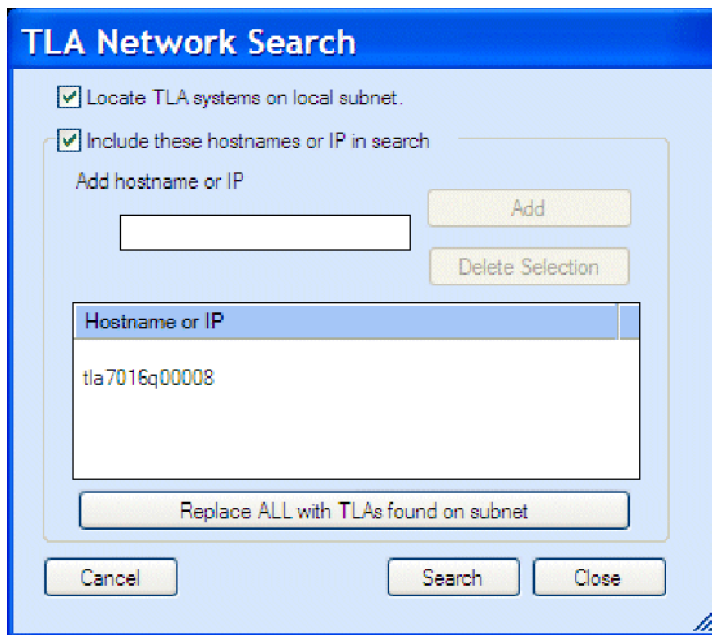 TLA Network Search
Locate TLA systems on local subnet.
Include these hostnames or IP in search
Add hostname or IP
Add
Delete Selection
Hostname or IP
tla7016q00008
Replace ALL with TLAs found on subnet
Cancel
Search
Close